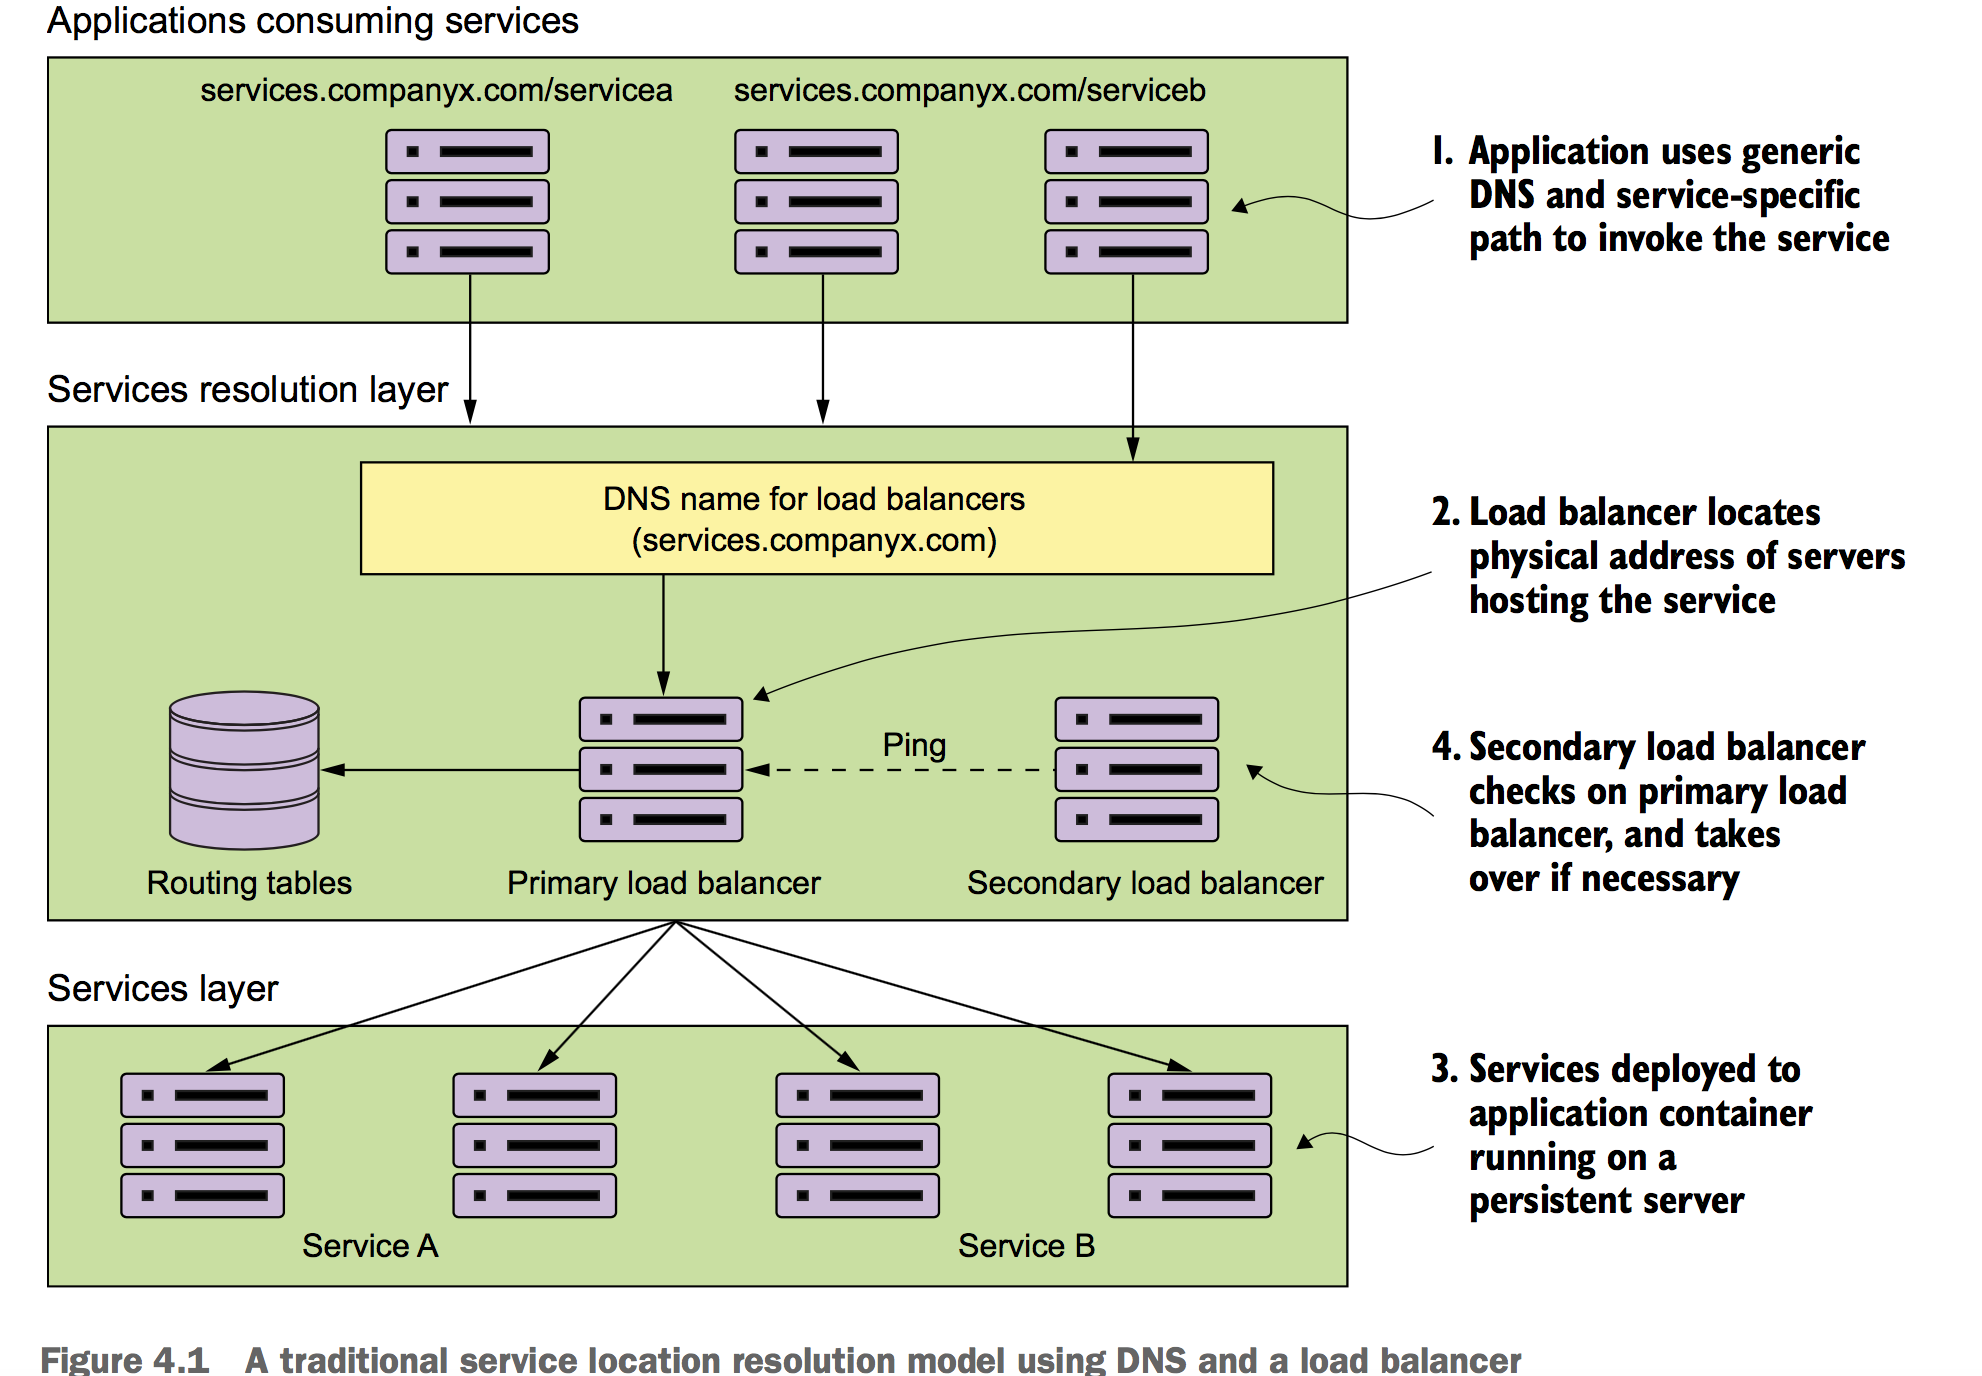 Applications consuming services
services.companyx.com/servicea
services.companyx.com/serviceb
1. Application uses generic
DNS and service-specific
path to invoke the service
Services resolution layer
DNS name for load balancers
(services.companyx.com)
2. Load balancer locates
physical address of servers
hosting the service
Ping
Routing tables
Primary load balancer
Secondary load balancer
4. Secondary load balancer
checks on primary load
balancer, and takes
over if necessary
Services layer
Service A
Service B
3. Services deployed to
application container
running on a
persistent server
Figure 4.1 A traditional service location resolution model using DNS and a load balancer